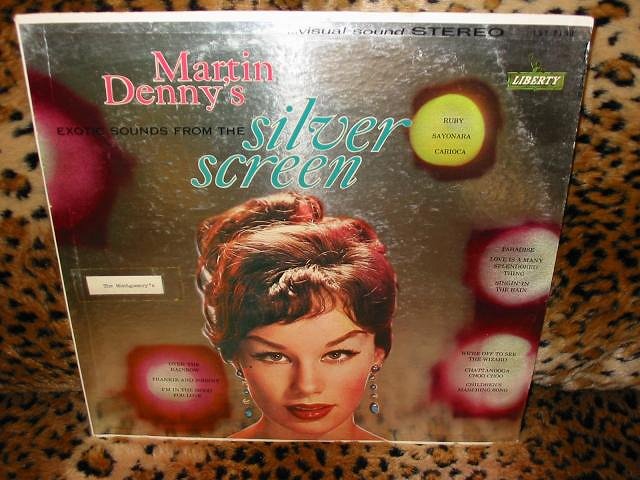 visual sound STEREO
LIBERTY
Martin
Denny's
EXOTIC SOUNDS FROM THE
silver
screen
RUBY
SAYONARA
CARIOCA
PARADISE
LOVE IS A MANY
SPLENDORED
THING
SINGIN' IN
THE RAIN
The Montgomery's
OVER THE
RAINBOW
FRANKIE AND JOHNNY
I'M IN THE MOOD
FOR LOVE
WE'RE OFF TO SEE
THE WIZARD
CHATTANOOGA
CHOO CHOO
CHILDREN'S
MARCHING SONG